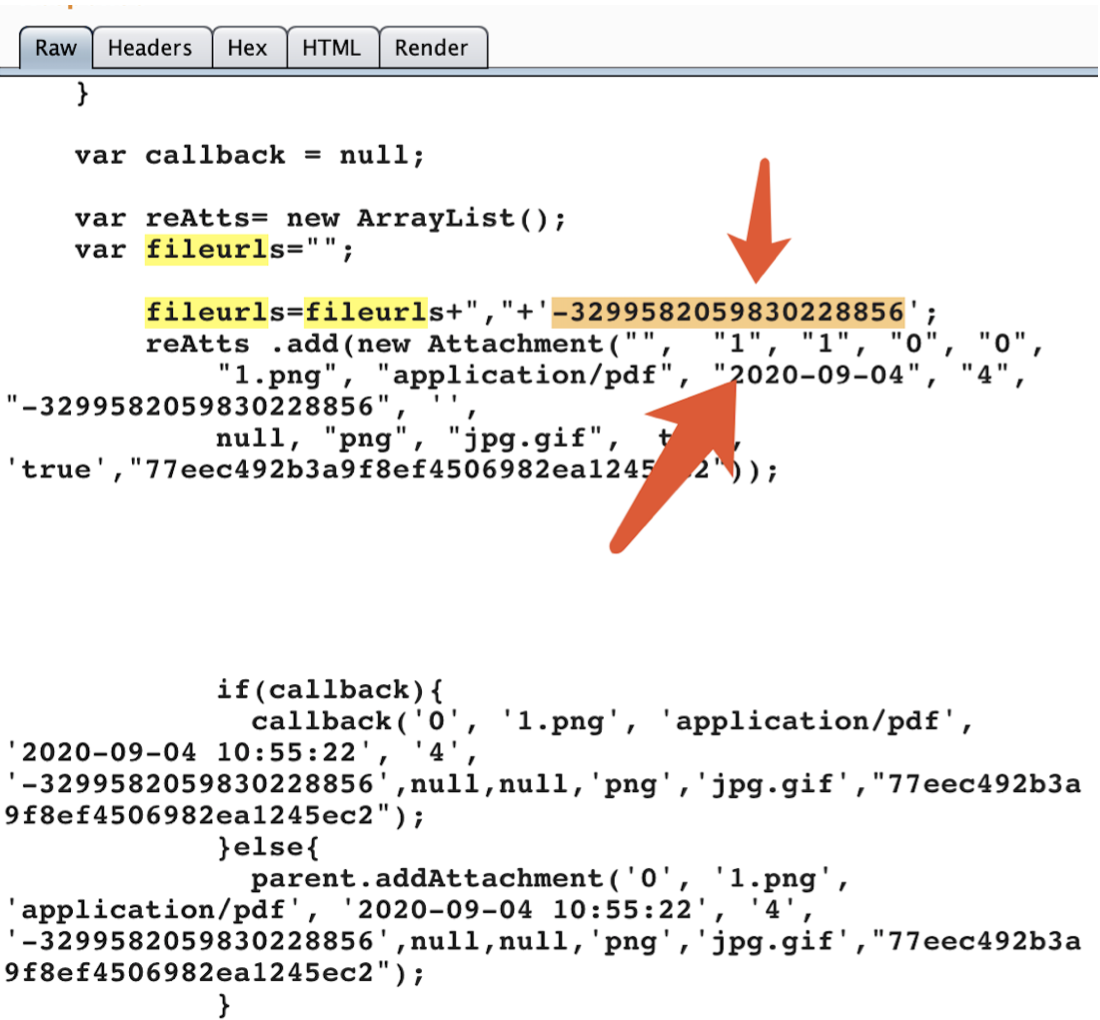 Raw Headers Hex HTML Render
}
var callback = null;
var reAtts= new ArrayList();
var fileurls="";
fileurls=fileurls+","+'-3299582059830228856';
reAtts .add(new Attachment("", "1", "1", "0", "0",
"1.png", "application/pdf", "2020-09-04", "4",
"-3299582059830228856", '',
null, "png", "jpg.gif",
'true',"77eec492b3a9f8ef4506982ea1245 2"));
if(callback){
callback('0', '1.png', 'application/pdf',
'2020-09-04 10:55:22', '4',
'-3299582059830228856',null,null,'png','jpg.gif',"77eec492b3a
9f8ef4506982ea1245ec2");
}else{
parent.addAttachment('0', '1.png',
'application/pdf', '2020-09-04 10:55:22', '4',
'-3299582059830228856',null,null,'png','jpg.gif',"77eec492b3a
9f8ef4506982ea1245ec2");
}